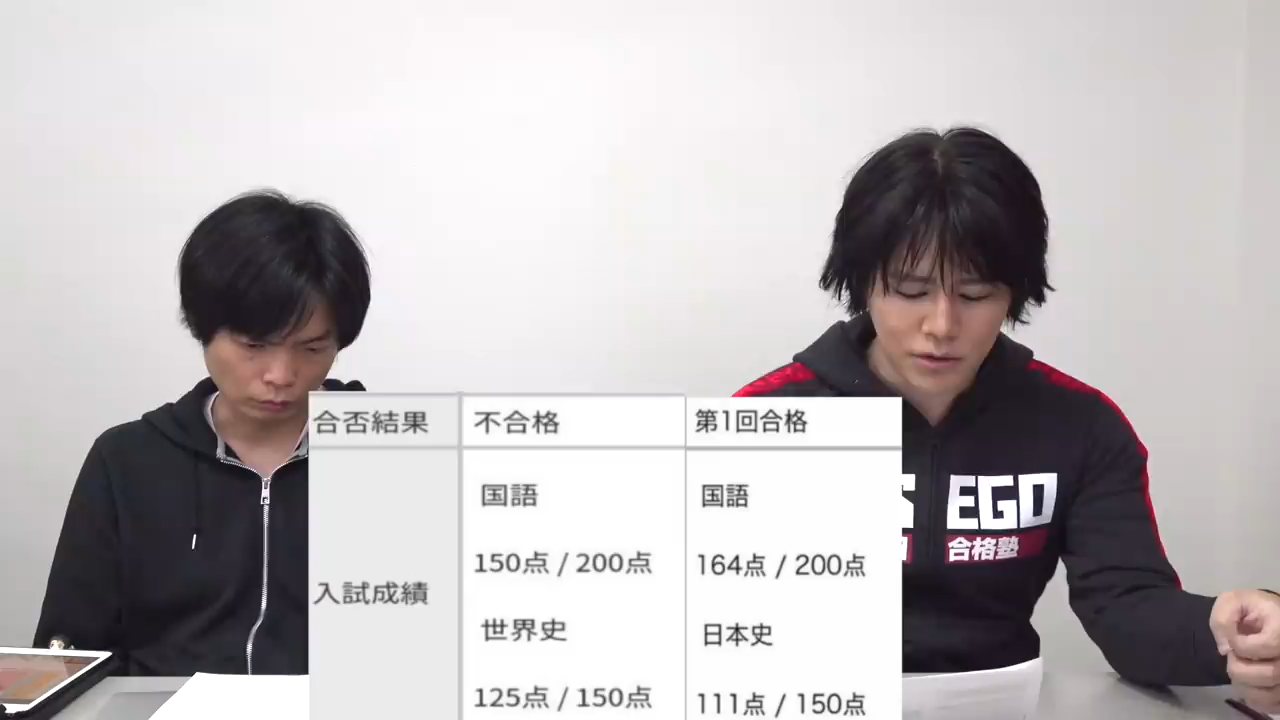 合否結果 不合格 第1回合格
国語 国語
150点 / 200点 164点 / 200点
入試成績
世界史 日本史
125点 / 150点 111点 / 150点
EGO
合格塾